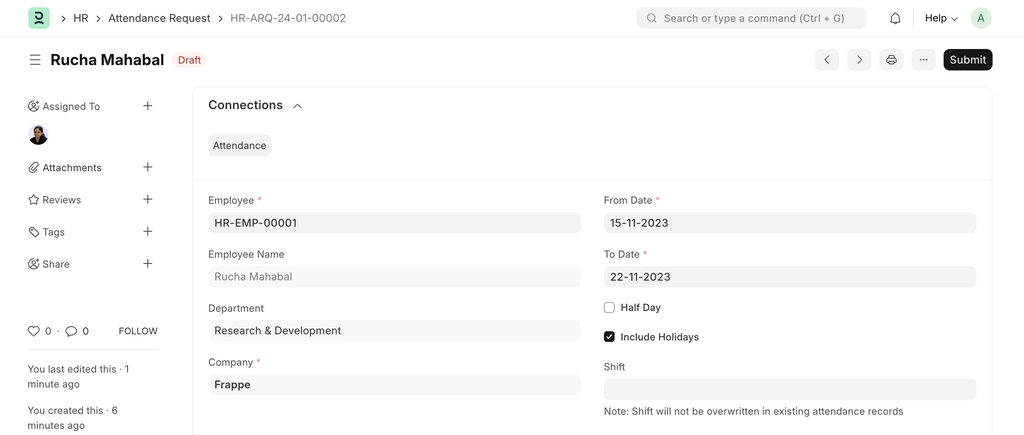 HR Attendance Request HR-ARQ-24-01-00002
Search or type a command (Ctrl + G)
Help
A
Rucha Mahabal Draft
Submit
Assigned To
Attachments
Reviews
Tags
Share
0 · 0 FOLLOW
You last edited this · 1
minute ago
You created this · 6
minutes ago
Connections
Attendance
Employee *
HR-EMP-00001
Employee Name
Rucha Mahabal
Department
Research & Development
Company *
Frappe
From Date *
15-11-2023
To Date *
22-11-2023
Half Day
Include Holidays
Shift
Note: Shift will not be overwritten in existing attendance records